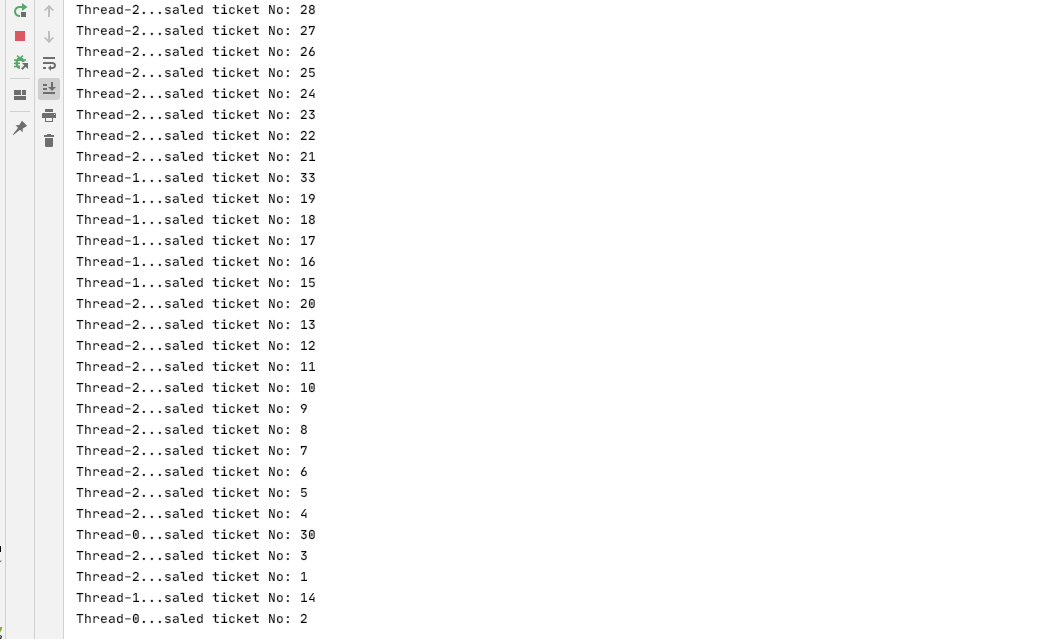 Thread-2...saled ticket No: 28
Thread-2...saled ticket No: 27
Thread-2...saled ticket No: 26
Thread-2...saled ticket No: 25
Thread-2...saled ticket No: 24
Thread-2...saled ticket No: 23
Thread-2...saled ticket No: 22
Thread-2...saled ticket No: 21
Thread-1...saled ticket No: 33
Thread-1...saled ticket No: 19
Thread-1...saled ticket No: 18
Thread-1...saled ticket No: 17
Thread-1...saled ticket No: 16
Thread-1...saled ticket No: 15
Thread-2...saled ticket No: 20
Thread-2...saled ticket No: 13
Thread-2...saled ticket No: 12
Thread-2...saled ticket No: 11
Thread-2...saled ticket No: 10
Thread-2...saled ticket No: 9
Thread-2...saled ticket No: 8
Thread-2...saled ticket No: 7
Thread-2...saled ticket No: 6
Thread-2...saled ticket No: 5
Thread-2...saled ticket No: 4
Thread-0...saled ticket No: 30
Thread-2...saled ticket No: 3
Thread-2...saled ticket No: 1
Thread-1...saled ticket No: 14
Thread-0...saled ticket No: 2